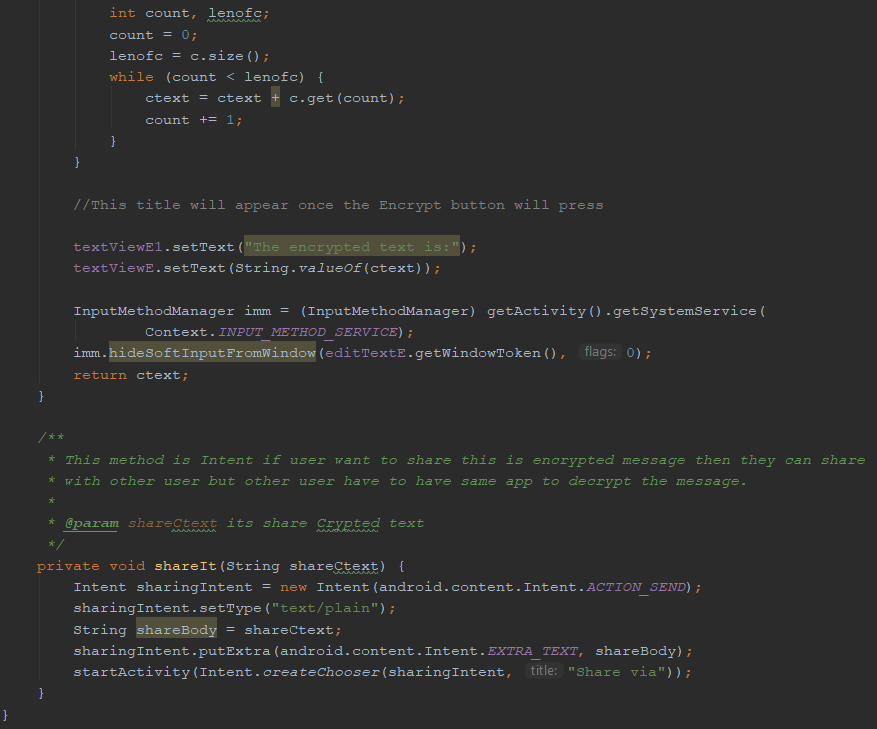 int count, lenofc;
count = 0;
lenofc = c.size();
while (count < lenofc) {
ctext = ctext + c.get(count);
count += 1;
}
}
//This title will appear once the Encrypt button will press
textViewE1.setText("The encrypted text is:");
textViewE.setText(String.valueOf(ctext));
InputMethodManager imm = (InputMethodManager) getActivity().getSystemService(
Context.INPUT_METHOD_SERVICE);
imm.hideSoftInputFromWindow(editTextE.getWindowToken(), flags: 0);
return ctext;
}
/**
* This method is Intent if user want to share this is encrypted message then they can share
* with other user but other user have to have same app to decrypt the message.
*
* @param shareCtext its share Crypted text
*/
private void shareIt(String shareCtext) {
Intent sharingIntent = new Intent(android.content.Intent.ACTION_SEND);
sharingIntent.setType("text/plain");
String shareBody = shareCtext;
sharingIntent.putExtra(android.content.Intent.EXTRA_TEXT, shareBody);
startActivity(Intent.createChooser(sharingIntent, title: "Share via"));
}
}